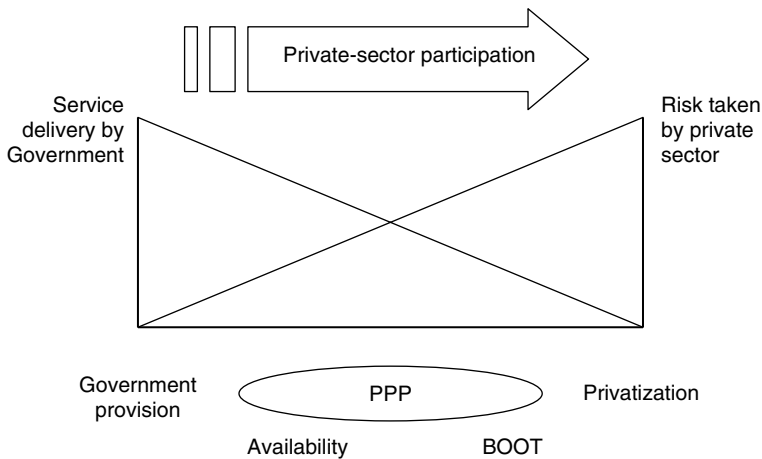 Private-sector participation
Service
delivery by
Government
Risk taken
by private
sector
Government
provision
PPP
Privatization
Availability
BOOT